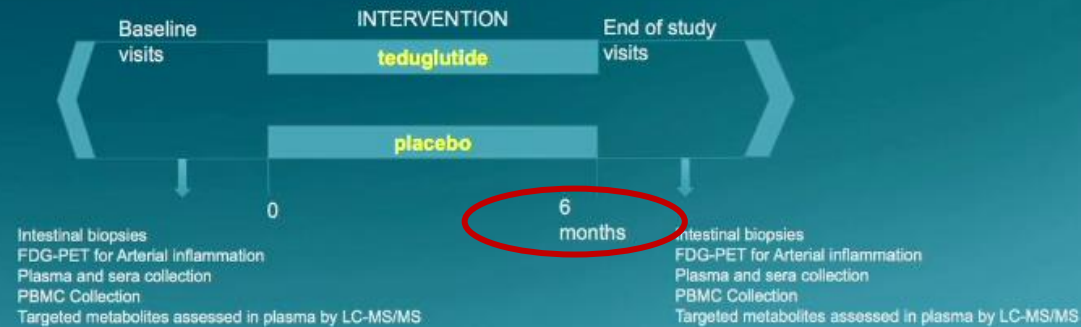 INTERVENTION
Baseline
visits
teduglutide
End of study
visits
placebo
0
6
months
Intestinal biopsies
FDG-PET for Arterial inflammation
Plasma and sera collection
PBMC Collection
Targeted metabolites assessed in plasma by LC-MS/MS
Intestinal biopsies
FDG-PET for Arterial inflammation
Plasma and sera collection
PBMC Collection
Targeted metabolites assessed in plasma by LC-MS/MS